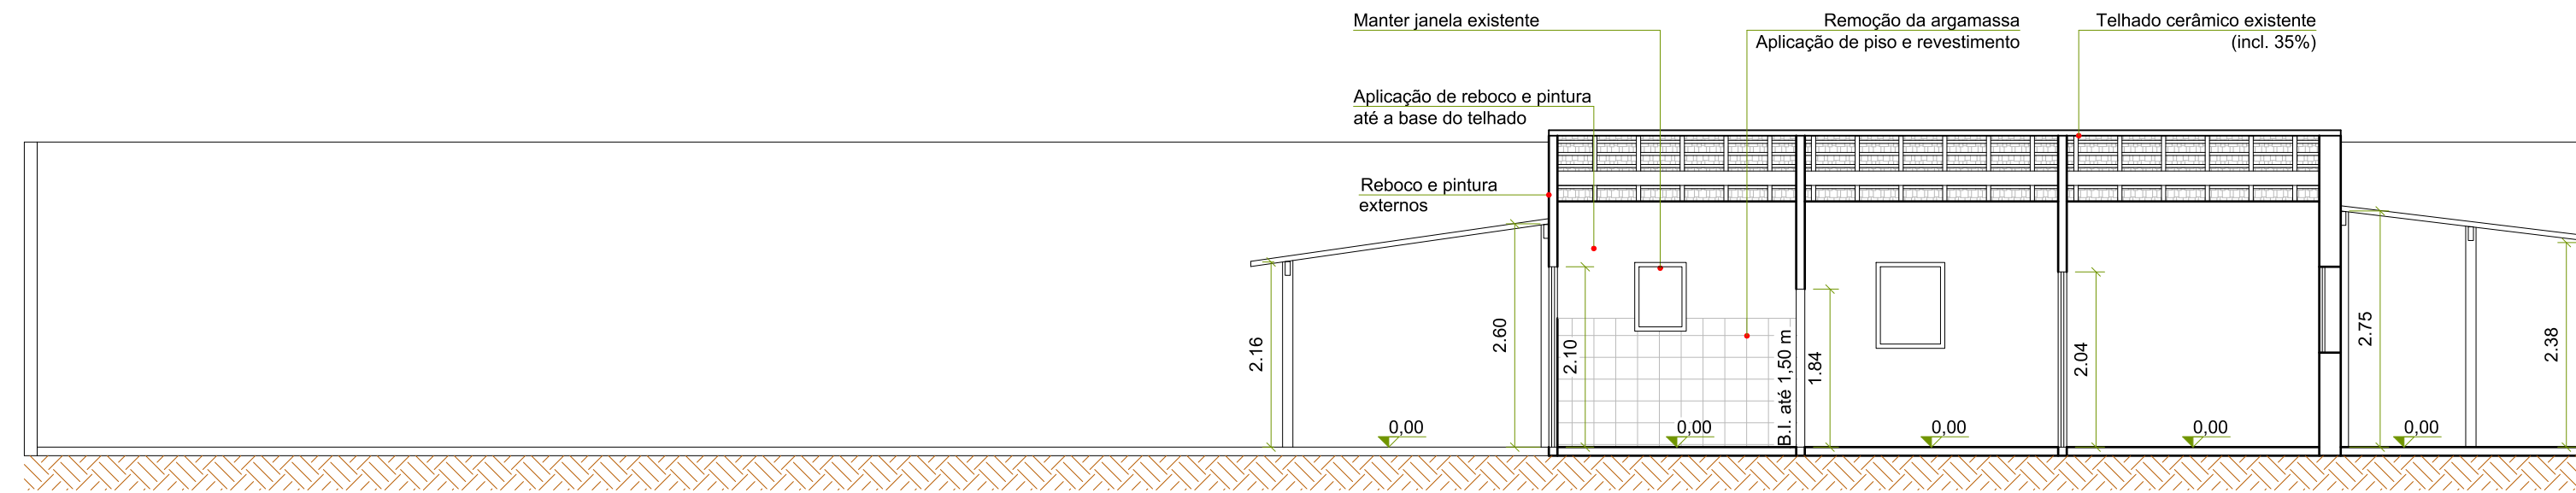 Manter janela existente
Remoção da argamassa
Aplicação de piso e revestimento
Telhado cerâmico existente
(incl. 35%)
Aplicação de reboco e pintura
até a base do telhado
Reboco e pintura
externos
2.16
2.60
2.10
B.I. até 1,50 m
1.84
2.04
2.75
2.38
0,00
0,00
0,00
0,00
0,00